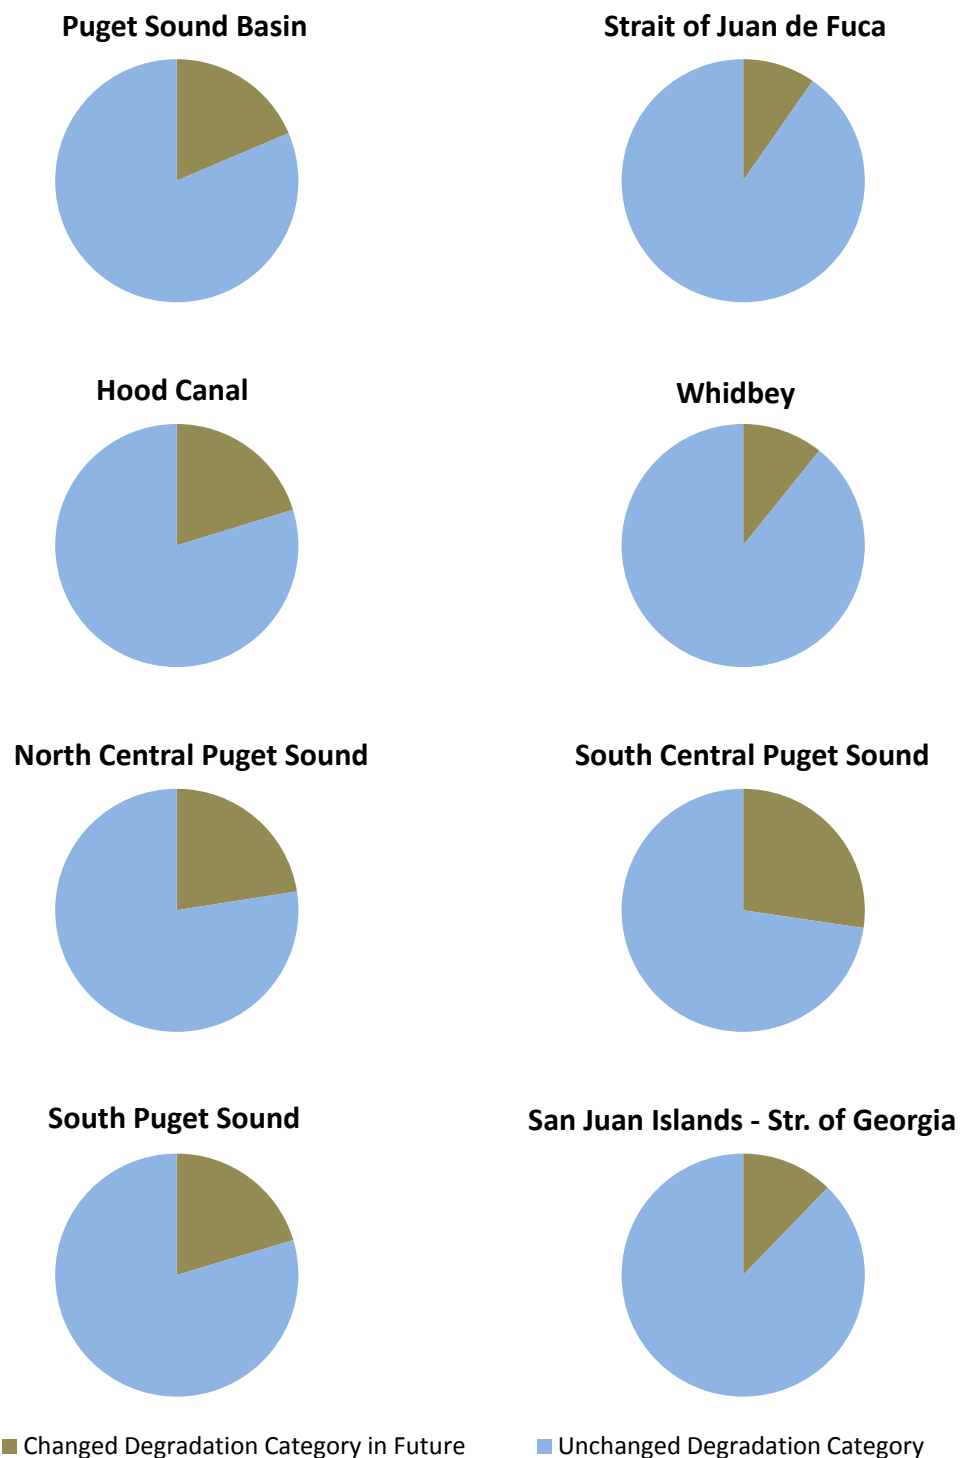 Puget Sound Basin
Strait of Juan de Fuca
Hood Canal
Whidbey
North Central Puget Sound
South Central Puget Sound
South Puget Sound
San Juan Islands - Str. of Georgia
Changed Degradation Category in Future
Unchanged Degradation Category